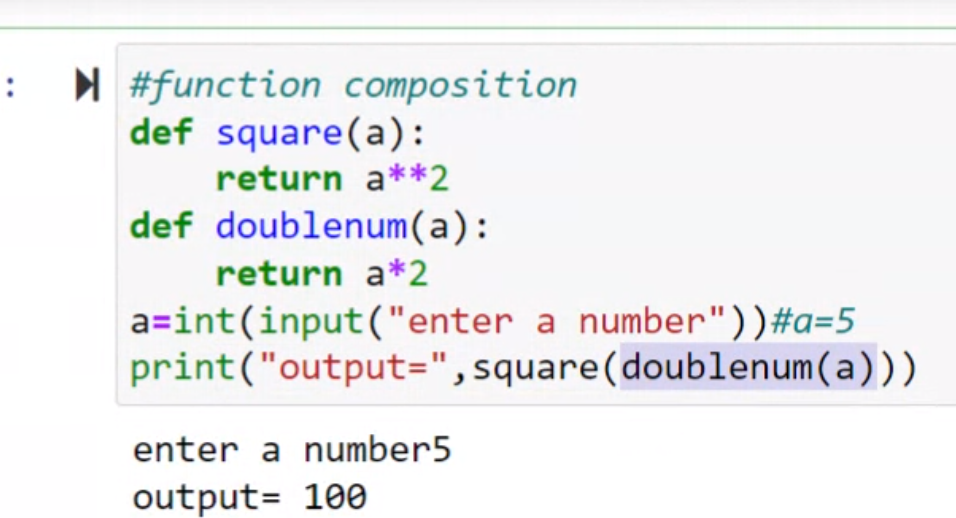 :
#function composition
def square(a):
    return a**2
def doublenum(a):
    return a*2
a=int(input("enter a number"))#a=5
print("output=",square(doublenum(a)))
enter a number5
output= 100